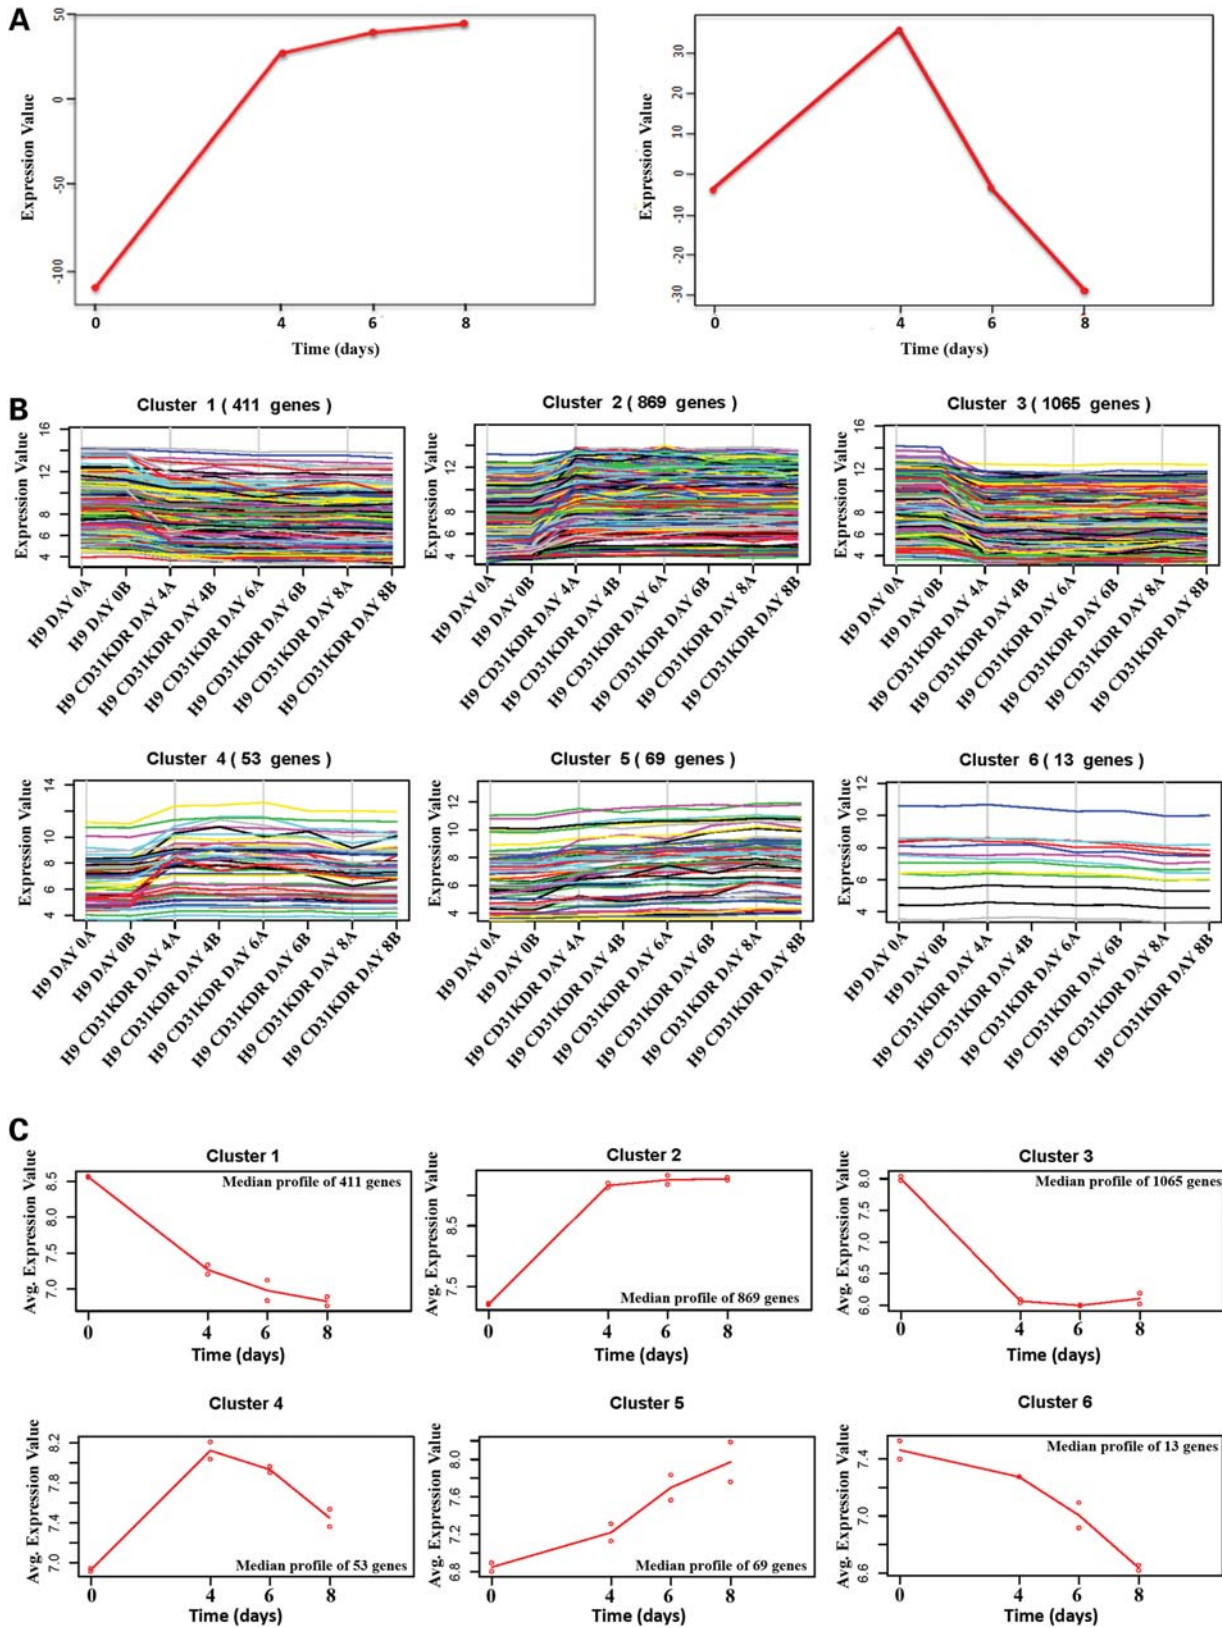 A
50
0
-50
-100
Expression Value
0 4 6 8
Time (days)
30
20
10
0
-10
-20
-30
Expression Value
0 4 6 8
Time (days)
B
Cluster 1 ( 411 genes )
16
12
8
6
4
Expression Value
H9 DAY 0A
H9 DAY 0B
H9 CD31KDR DAY 4A
H9 CD31KDR DAY 4B
H9 CD31KDR DAY 6A
H9 CD31KDR DAY 6B
H9 CD31KDR DAY 8A
H9 CD31KDR DAY 8B
Cluster 2 ( 869 genes )
12
8
6
4
Expression Value
H9 DAY 0A
H9 DAY 0B
H9 CD31KDR DAY 4A
H9 CD31KDR DAY 4B
H9 CD31KDR DAY 6A
H9 CD31KDR DAY 6B
H9 CD31KDR DAY 8A
H9 CD31KDR DAY 8B
Cluster 3 ( 1065 genes )
16
12
8
6
4
Expression Value
H9 DAY 0A
H9 DAY 0B
H9 CD31KDR DAY 4A
H9 CD31KDR DAY 4B
H9 CD31KDR DAY 6A
H9 CD31KDR DAY 6B
H9 CD31KDR DAY 8A
H9 CD31KDR DAY 8B
Cluster 4 ( 53 genes )
14
10
8
6
4
Expression Value
H9 DAY 0A
H9 DAY 0B
H9 CD31KDR DAY 4A
H9 CD31KDR DAY 4B
H9 CD31KDR DAY 6A
H9 CD31KDR DAY 6B
H9 CD31KDR DAY 8A
H9 CD31KDR DAY 8B
Cluster 5 ( 69 genes )
12
10
8
6
4
Expression Value
H9 DAY 0A
H9 DAY 0B
H9 CD31KDR DAY 4A
H9 CD31KDR DAY 4B
H9 CD31KDR DAY 6A
H9 CD31KDR DAY 6B
H9 CD31KDR DAY 8A
H9 CD31KDR DAY 8B
Cluster 6 ( 13 genes )
12
10
8
6
4
Expression Value
H9 DAY 0A
H9 DAY 0B
H9 CD31KDR DAY 4A
H9 CD31KDR DAY 4B
H9 CD31KDR DAY 6A
H9 CD31KDR DAY 6B
H9 CD31KDR DAY 8A
H9 CD31KDR DAY 8B
C
Cluster 1
Median profile of 411 genes
8.5
8.0
7.5
7.0
Avg. Expression Value
0 4 6 8
Time (days)
Cluster 2
8.5
7.5
Avg. Expression Value
Median profile of 869 genes
0 4 6 8
Time (days)
Cluster 3
Median profile of 1065 genes
8.0
7.5
7.0
6.5
6.0
Avg. Expression Value
0 4 6 8
Time (days)
Cluster 4
8.2
7.8
7.4
7.0
Avg. Expression Value
Median profile of 53 genes
0 4 6 8
Time (days)
Cluster 5
8.0
7.6
7.2
6.8
Avg. Expression Value
Median profile of 69 genes
0 4 6 8
Time (days)
Cluster 6
Median profile of 13 genes
7.4
7.0
6.6
Avg. Expression Value
0 4 6 8
Time (days)